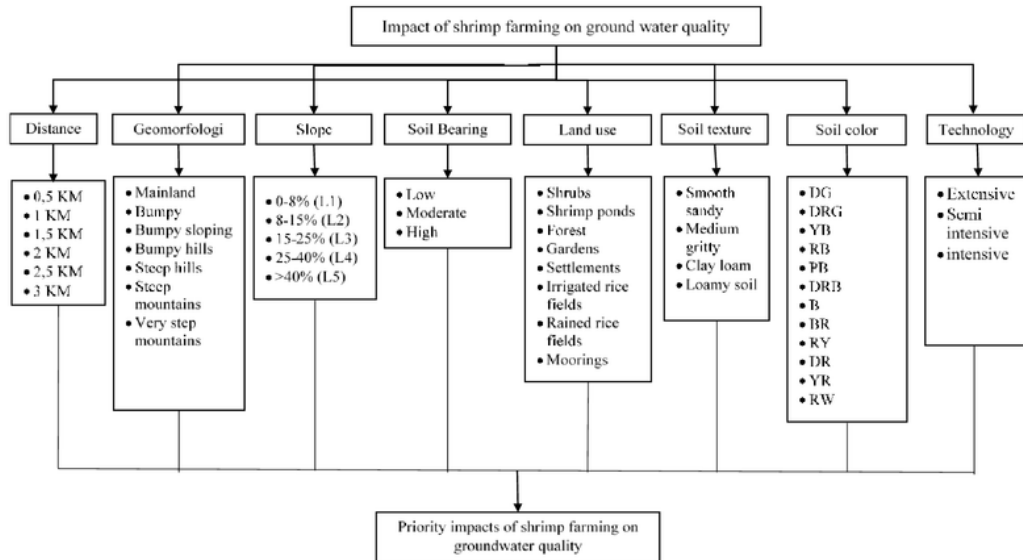 Impact of shrimp farming on ground water quality
Distance
Geomorfologi
Slope
Soil Bearing
Land use
Soil texture
Soil color
Technology
0,5 KM
1 KM
1,5 KM
2 KM
2,5 KM
3 KM
Mainland
Bumpy
Bumpy sloping
Bumpy hills
Steep hills
Steep
mountains
Very step
mountains
0-8% (L1)
8-15% (L2)
15-25% (L3)
25-40% (L4)
>40% (L5)
Low
Moderate
High
Shrubs
Shrimp ponds
Forest
Gardens
Settlements
Irrigated rice
fields
Rained rice
fields
Moorings
Smooth
sandy
Medium
gritty
Clay loam
Loamy soil
DG
DRG
YB
RB
PB
DRB
B
BR
RY
DR
YR
RW
Extensive
Semi
intensive
intensive
Priority impacts of shrimp farming on
groundwater quality